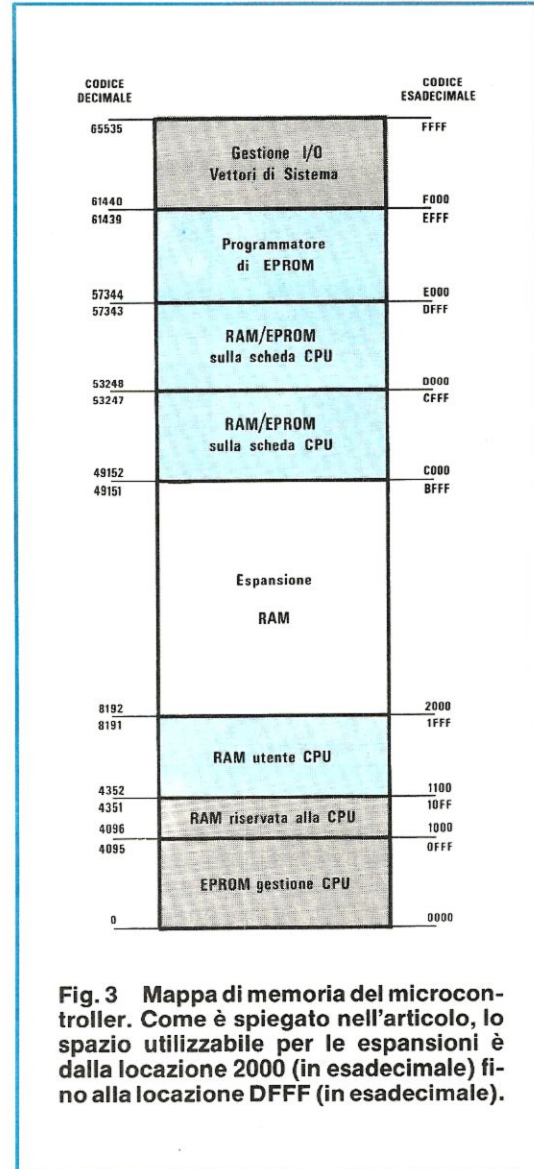 CODICE
DECIMALE
CODICE
ESADECIMALE
65535
FFFF
Gestione I/O
Vettori di Sistema
61440
F000
61439
EFFF
Programmatore
di EPROM
57344
E000
57343
DFFF
RAM/EPROM
sulla scheda CPU
53248
D000
53247
CFFF
RAM/EPROM
sulla scheda CPU
49152
C000
49151
BFFF
Espansione
RAM
8192
2000
8191
1FFF
RAM utente CPU
4352
1100
4351
10FF
RAM riservata alla CPU
4096
1000
4095
0FFF
EPROM gestione CPU
0
0000
Fig. 3 Mappa di memoria del microcon-
troller. Come è spiegato nell'articolo, lo
spazio utilizzabile per le espansioni è
dalla locazione 2000 (in esadecimale) fi-
no alla locazione DFFF (in esadecimale).